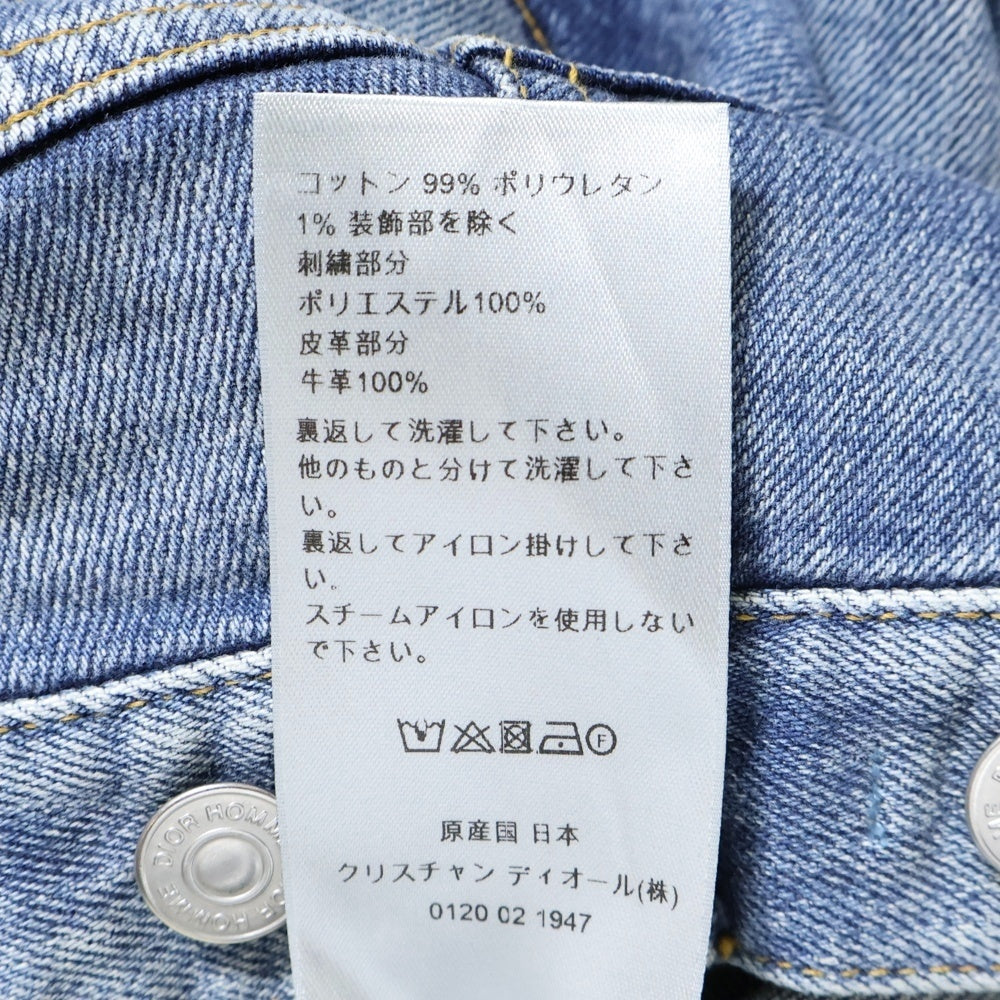 コットン 99% ポリウレタン
1% 装飾部を除く
刺繍部分
ポリエステル100%
皮革部分
牛革100%
裏返して洗濯して下さい。
他のものと分けて洗濯して下さ
い。
裏返してアイロン掛けして下さ
い。
スチームアイロンを使用しない
で下さい。
F
原産国 日本
クリスチャン ディオール(株)
0120 02 1947
DIOR HOMME